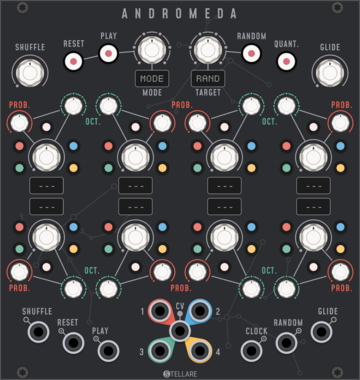 ANDROMEDA
SHUFFLE RESET PLAY RANDOM QUANT. GLIDE
MODE RAND
MODE TARGET
PROB. PROB. PROB.
OCT. OCT.
--- --- --- ---
--- --- --- ---
OCT. OCT.
PROB. PROB. PROB.
SHUFFLE CV GLIDE
1 2
RESET RANDOM
PLAY CLOCK
3 4
STELLARE